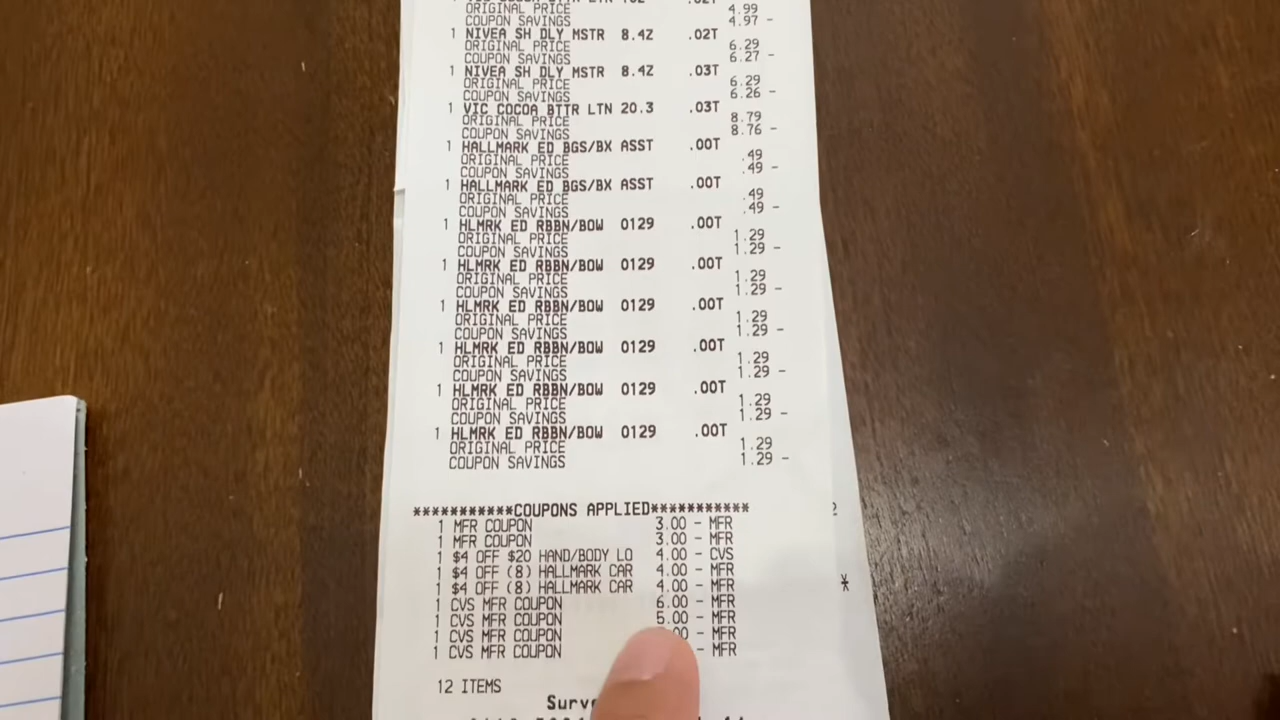 ORIGINAL PRICE 4.99
COUPON SAVINGS 4.97 -
1 NIVEA SH DLY MSTR 8.4Z .02T
ORIGINAL PRICE 6.29
COUPON SAVINGS 6.27 -
1 NIVEA SH DLY MSTR 8.4Z .03T
ORIGINAL PRICE 6.29
COUPON SAVINGS 6.26 -
1 VIC COCOA BTTR LTN 20.3 .03T
ORIGINAL PRICE 8.79
COUPON SAVINGS 8.76 -
1 HALLMARK ED BGS/BX ASST .00T
ORIGINAL PRICE .49
COUPON SAVINGS .49 -
1 HALLMARK ED BGS/BX ASST .00T
ORIGINAL PRICE .49
COUPON SAVINGS .49 -
1 HLMRK ED RBBN/BOW 0129 .00T
ORIGINAL PRICE 1.29
COUPON SAVINGS 1.29 -
1 HLMRK ED RBBN/BOW 0129 .00T
ORIGINAL PRICE 1.29
COUPON SAVINGS 1.29 -
1 HLMRK ED RBBN/BOW 0129 .00T
ORIGINAL PRICE 1.29
COUPON SAVINGS 1.29 -
1 HLMRK ED RBBN/BOW 0129 .00T
ORIGINAL PRICE 1.29
COUPON SAVINGS 1.29 -
1 HLMRK ED RBBN/BOW 0129 .00T
ORIGINAL PRICE 1.29
COUPON SAVINGS 1.29 -
1 HLMRK ED RBBN/BOW 0129 .00T
ORIGINAL PRICE 1.29
COUPON SAVINGS 1.29 -
***********COUPONS APPLIED***********
1 MFR COUPON 3.00 - MFR
1 MFR COUPON 3.00 - MFR
1 $4 OFF $20 HAND/BODY LO 4.00 - CVS
1 $4 OFF (8) HALLMARK CAR 4.00 - MFR
1 $4 OFF (8) HALLMARK CAR 4.00 - MFR
1 CVS MFR COUPON 6.00 - MFR
1 CVS MFR COUPON 5.00 - MFR
1 CVS MFR COUPON - MFR
1 CVS MFR COUPON - MFR
12 ITEMS